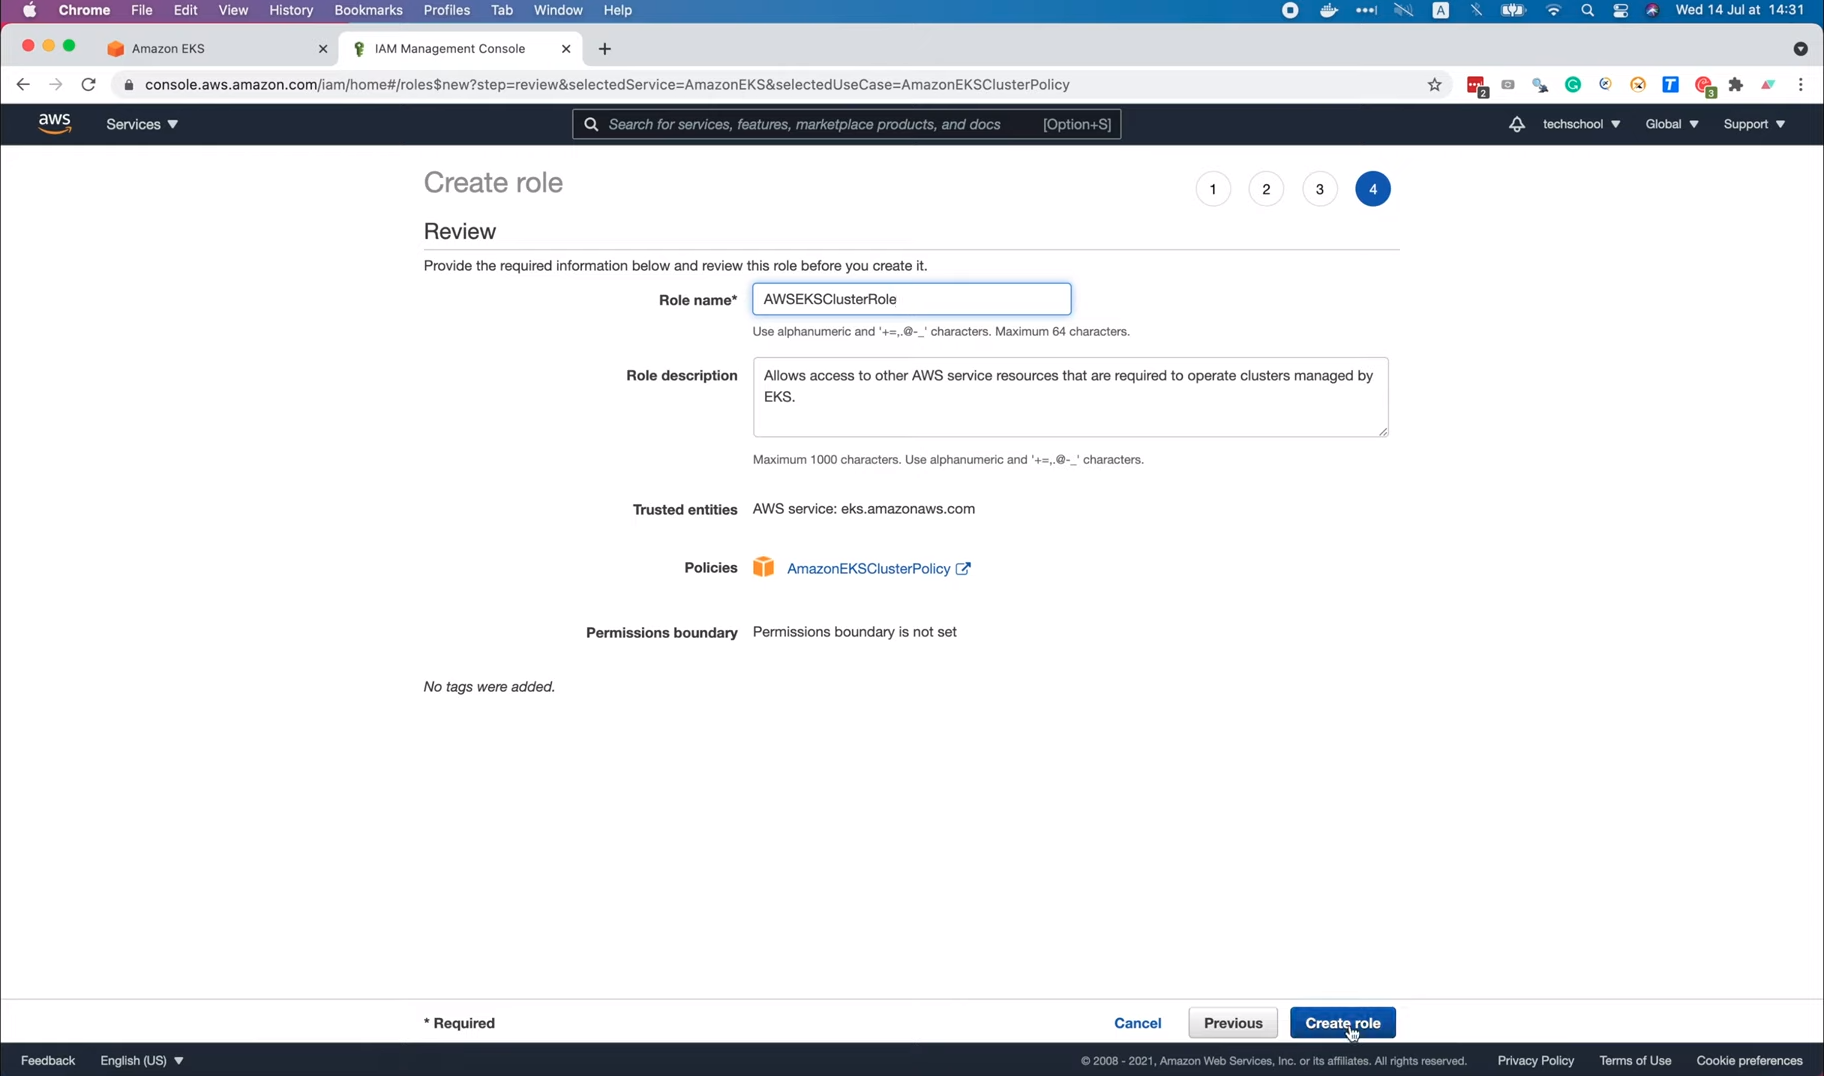 Chrome File Edit View History Bookmarks Profiles Tab Window Help A Wed 14 Jul at 14:31
Amazon EKS IAM Management Console
console.aws.amazon.com/iam/home#/roles$new?step=review&selectedService=AmazonEKS&selectedUseCase=AmazonEKSClusterPolicy 2 T 3
aws Services Search for services, features, marketplace products, and docs [Option+S] techschool Global Support
Create role 1 2 3 4
Review
Provide the required information below and review this role before you create it.
Role name* AWSEKSClusterRole
Use alphanumeric and '+=,.@-_' characters. Maximum 64 characters.
Role description Allows access to other AWS service resources that are required to operate clusters managed by
EKS.
Maximum 1000 characters. Use alphanumeric and '+=,.@-_' characters.
Trusted entities AWS service: eks.amazonaws.com
Policies AmazonEKSClusterPolicy
Permissions boundary Permissions boundary is not set
No tags were added.
* Required Cancel Previous Create role
Feedback English (US) © 2008 - 2021, Amazon Web Services, Inc. or its affiliates. All rights reserved. Privacy Policy Terms of Use Cookie preferences